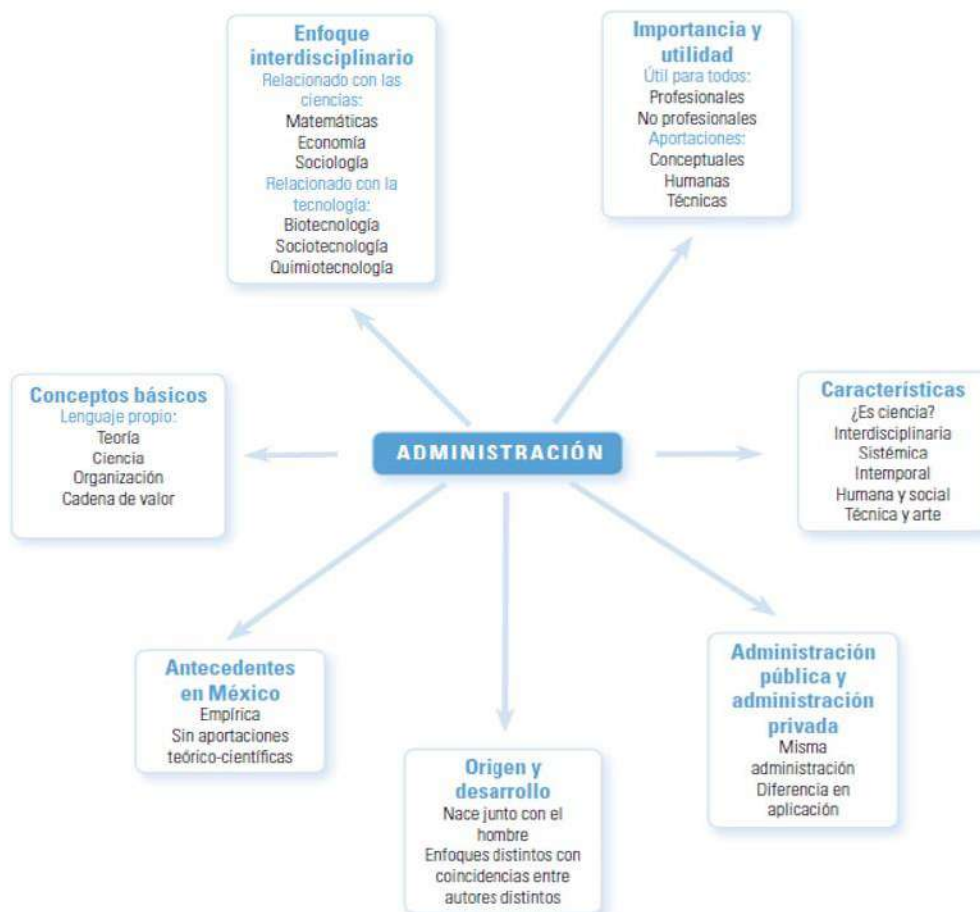 Enfoque
interdisciplinario
Relacionado con las
ciencias:
Matemáticas
Economía
Sociología
Relacionado con la
tecnología:
Biotecnología
Sociotecnología
Quimiotecnología
Importancia y
utilidad
Útil para todos:
Profesionales
No profesionales
Aportaciones:
Conceptuales
Humanas
Técnicas
Conceptos básicos
Lenguaje propio:
Teoría
Ciencia
Organización
Cadena de valor
ADMINISTRACIÓN
Características
¿Es ciencia?
Interdisciplinaria
Sistémica
Intemporal
Humana y social
Técnica y arte
Antecedentes
en México
Empírica
Sin aportaciones
teórico-científicas
Origen y
desarrollo
Nace junto con el
hombre
Enfoques distintos con
coincidencias entre
autores distintos
Administración
pública y
administración
privada
Misma
administración
Diferencia en
aplicación